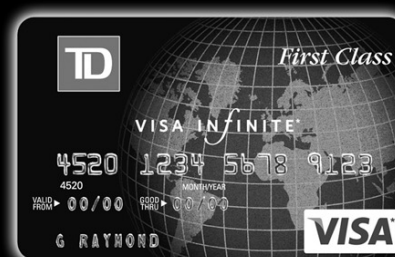 TD
First Class
VISA Infinite*
4520 1234 5678 9123
4520
MONTH/YEAR
VALID FROM ▶ 00/00 GOOD THRU ▶ 00/00
G RAYMOND
VISA*